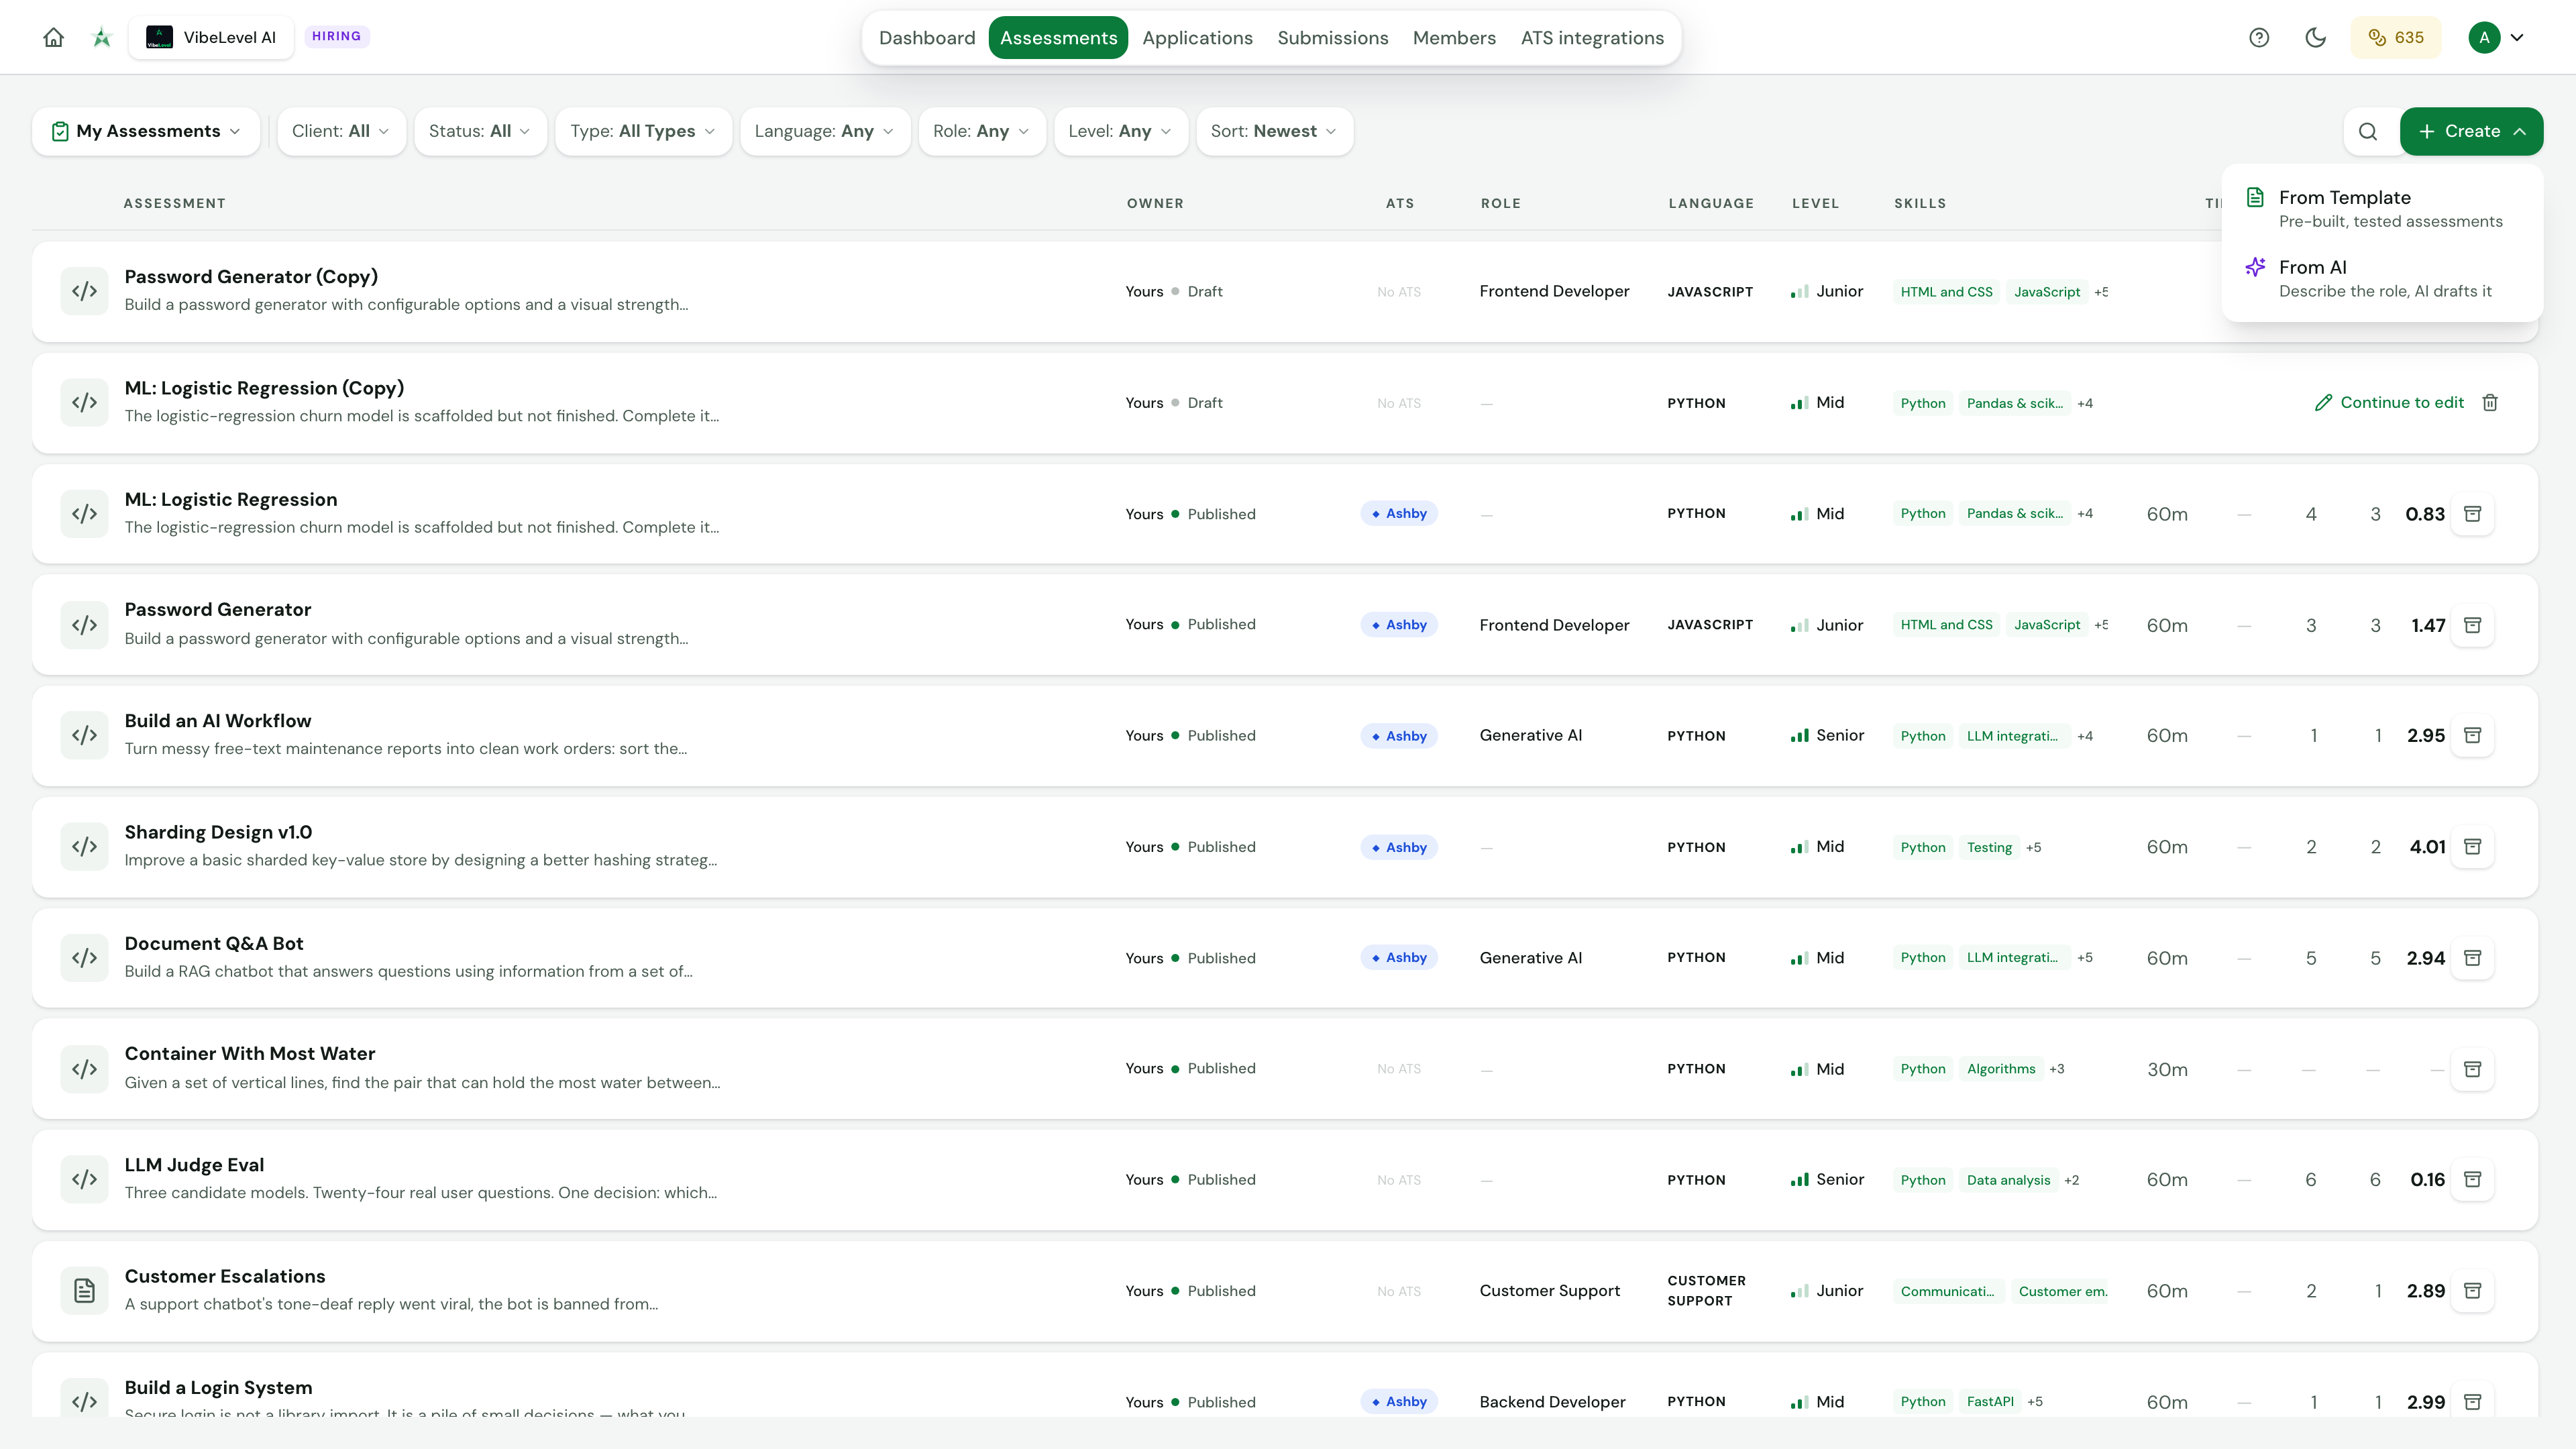 VibeLevel AI
HIRING
Dashboard
Assessments
Applications
Submissions
Members
ATS integrations
635
A
My Assessments
Client: All
Status: All
Type: All Types
Language: Any
Role: Any
Level: Any
Sort: Newest
Create
From Template
Pre-built, tested assessments
From AI
Describe the role, AI drafts it
ASSESSMENT OWNER ATS ROLE LANGUAGE LEVEL SKILLS
Password Generator (Copy)
Build a password generator with configurable options and a visual strength...
Yours Draft No ATS Frontend Developer JAVASCRIPT Junior HTML and CSS JavaScript +5
ML: Logistic Regression (Copy)
The logistic-regression churn model is scaffolded but not finished. Complete it...
Yours Draft No ATS — PYTHON Mid Python Pandas & scik... +4 Continue to edit
ML: Logistic Regression
The logistic-regression churn model is scaffolded but not finished. Complete it...
Yours Published Ashby — PYTHON Mid Python Pandas & scik... +4 60m — 4 3 0.83
Password Generator
Build a password generator with configurable options and a visual strength...
Yours Published Ashby Frontend Developer JAVASCRIPT Junior HTML and CSS JavaScript +5 60m — 3 3 1.47
Build an AI Workflow
Turn messy free-text maintenance reports into clean work orders: sort the...
Yours Published Ashby Generative AI PYTHON Senior Python LLM integrati... +4 60m — 1 1 2.95
Sharding Design v1.0
Improve a basic sharded key-value store by designing a better hashing strateg...
Yours Published Ashby — PYTHON Mid Python Testing +5 60m — 2 2 4.01
Document Q&A Bot
Build a RAG chatbot that answers questions using information from a set of...
Yours Published Ashby Generative AI PYTHON Mid Python LLM integrati... +5 60m — 5 5 2.94
Container With Most Water
Given a set of vertical lines, find the pair that can hold the most water between...
Yours Published No ATS — PYTHON Mid Python Algorithms +3 30m — — — —
LLM Judge Eval
Three candidate models. Twenty-four real user questions. One decision: which...
Yours Published No ATS — PYTHON Senior Python Data analysis +2 60m — 6 6 0.16
Customer Escalations
A support chatbot's tone-deaf reply went viral, the bot is banned from...
Yours Published No ATS Customer Support CUSTOMER SUPPORT Junior Communicati... Customer em. 60m — 2 1 2.89
Build a Login System
Secure login is not a library import. It is a pile of small decisions — what you
Yours Published Ashby Backend Developer PYTHON Mid Python FastAPI +5 60m — 1 1 2.99